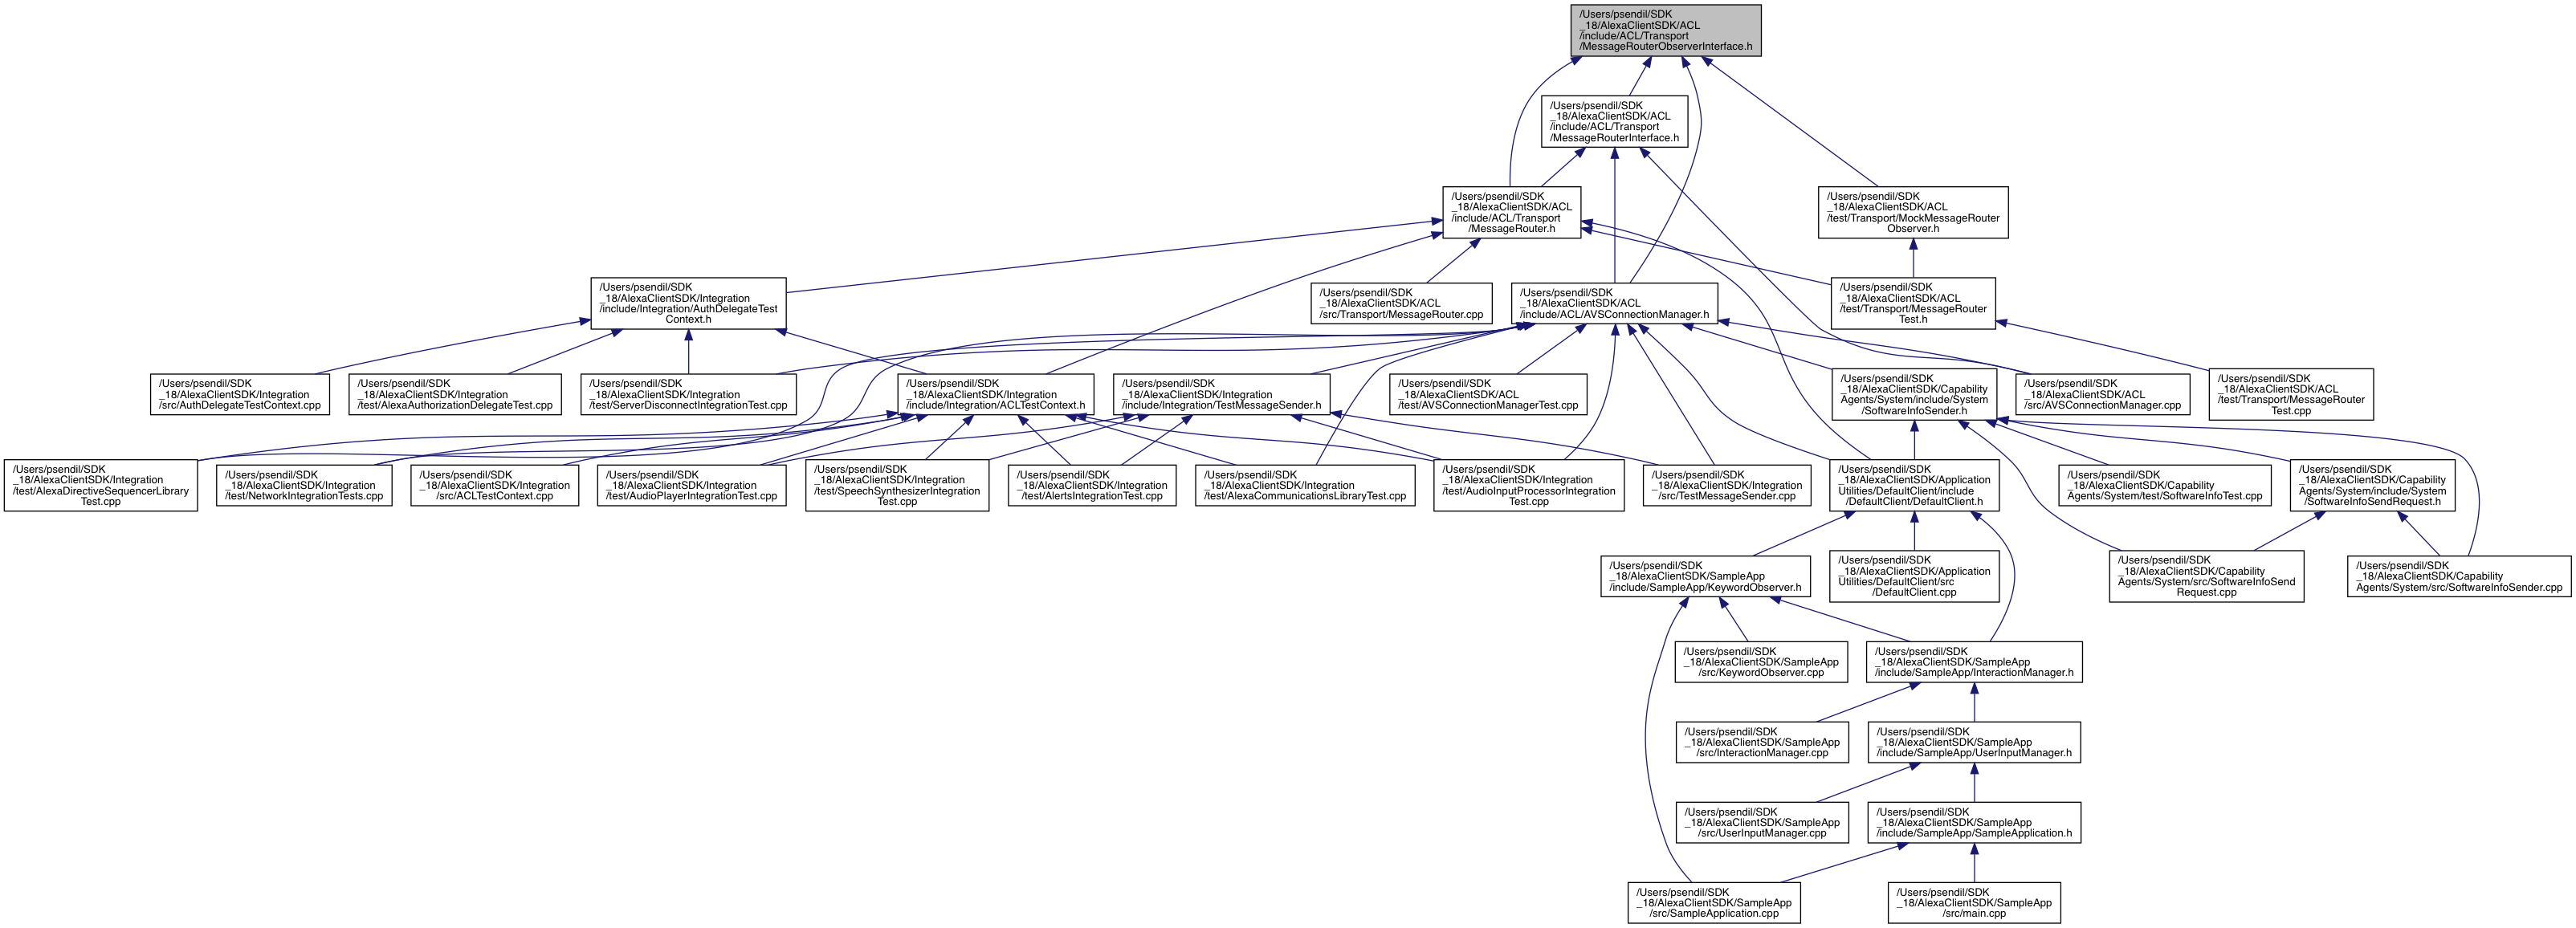 /Users/psendil/SDK
_18/AlexaClientSDK/ACL
/include/ACL/Transport
/MessageRouterObserverInterface.h
/Users/psendil/SDK
_18/AlexaClientSDK/ACL
/include/ACL/Transport
/MessageRouterInterface.h
/Users/psendil/SDK
_18/AlexaClientSDK/ACL
/include/ACL/Transport
/MessageRouter.h
/Users/psendil/SDK
_18/AlexaClientSDK/ACL
/test/Transport/MockMessageRouter
Observer.h
/Users/psendil/SDK
_18/AlexaClientSDK/Integration
/include/Integration/AuthDelegateTest
Context.h
/Users/psendil/SDK
_18/AlexaClientSDK/ACL
/src/Transport/MessageRouter.cpp
/Users/psendil/SDK
_18/AlexaClientSDK/ACL
/include/ACL/AVSConnectionManager.h
/Users/psendil/SDK
_18/AlexaClientSDK/ACL
/test/Transport/MessageRouter
Test.h
/Users/psendil/SDK
_18/AlexaClientSDK/Integration
/src/AuthDelegateTestContext.cpp
/Users/psendil/SDK
_18/AlexaClientSDK/Integration
/test/AlexaAuthorizationDelegateTest.cpp
/Users/psendil/SDK
_18/AlexaClientSDK/Integration
/test/ServerDisconnectIntegrationTest.cpp
/Users/psendil/SDK
_18/AlexaClientSDK/Integration
/include/Integration/ACLTestContext.h
/Users/psendil/SDK
_18/AlexaClientSDK/Integration
/include/Integration/TestMessageSender.h
/Users/psendil/SDK
_18/AlexaClientSDK/ACL
/test/AVSConnectionManagerTest.cpp
/Users/psendil/SDK
_18/AlexaClientSDK/Capability
Agents/System/include/System
/SoftwareInfoSender.h
/Users/psendil/SDK
_18/AlexaClientSDK/ACL
/src/AVSConnectionManager.cpp
/Users/psendil/SDK
_18/AlexaClientSDK/ACL
/test/Transport/MessageRouter
Test.cpp
/Users/psendil/SDK
_18/AlexaClientSDK/Integration
/test/AlexaDirectiveSequencerLibrary
Test.cpp
/Users/psendil/SDK
_18/AlexaClientSDK/Integration
/test/NetworkIntegrationTests.cpp
/Users/psendil/SDK
_18/AlexaClientSDK/Integration
/src/ACLTestContext.cpp
/Users/psendil/SDK
_18/AlexaClientSDK/Integration
/test/AudioPlayerIntegrationTest.cpp
/Users/psendil/SDK
_18/AlexaClientSDK/Integration
/test/SpeechSynthesizerIntegration
Test.cpp
/Users/psendil/SDK
_18/AlexaClientSDK/Integration
/test/AlertsIntegrationTest.cpp
/Users/psendil/SDK
_18/AlexaClientSDK/Integration
/test/AlexaCommunicationsLibraryTest.cpp
/Users/psendil/SDK
_18/AlexaClientSDK/Integration
/test/AudioInputProcessorIntegration
Test.cpp
/Users/psendil/SDK
_18/AlexaClientSDK/Integration
/src/TestMessageSender.cpp
/Users/psendil/SDK
_18/AlexaClientSDK/Application
Utilities/DefaultClient/include
/DefaultClient/DefaultClient.h
/Users/psendil/SDK
_18/AlexaClientSDK/Capability
Agents/System/test/SoftwareInfoTest.cpp
/Users/psendil/SDK
_18/AlexaClientSDK/Capability
Agents/System/include/System
/SoftwareInfoSendRequest.h
/Users/psendil/SDK
_18/AlexaClientSDK/SampleApp
/include/SampleApp/KeywordObserver.h
/Users/psendil/SDK
_18/AlexaClientSDK/Application
Utilities/DefaultClient/src
/DefaultClient.cpp
/Users/psendil/SDK
_18/AlexaClientSDK/Capability
Agents/System/src/SoftwareInfoSend
Request.cpp
/Users/psendil/SDK
_18/AlexaClientSDK/Capability
Agents/System/src/SoftwareInfoSender.cpp
/Users/psendil/SDK
_18/AlexaClientSDK/SampleApp
/src/KeywordObserver.cpp
/Users/psendil/SDK
_18/AlexaClientSDK/SampleApp
/include/SampleApp/InteractionManager.h
/Users/psendil/SDK
_18/AlexaClientSDK/SampleApp
/src/InteractionManager.cpp
/Users/psendil/SDK
_18/AlexaClientSDK/SampleApp
/include/SampleApp/UserInputManager.h
/Users/psendil/SDK
_18/AlexaClientSDK/SampleApp
/src/UserInputManager.cpp
/Users/psendil/SDK
_18/AlexaClientSDK/SampleApp
/include/SampleApp/SampleApplication.h
/Users/psendil/SDK
_18/AlexaClientSDK/SampleApp
/src/SampleApplication.cpp
/Users/psendil/SDK
_18/AlexaClientSDK/SampleApp
/src/main.cpp